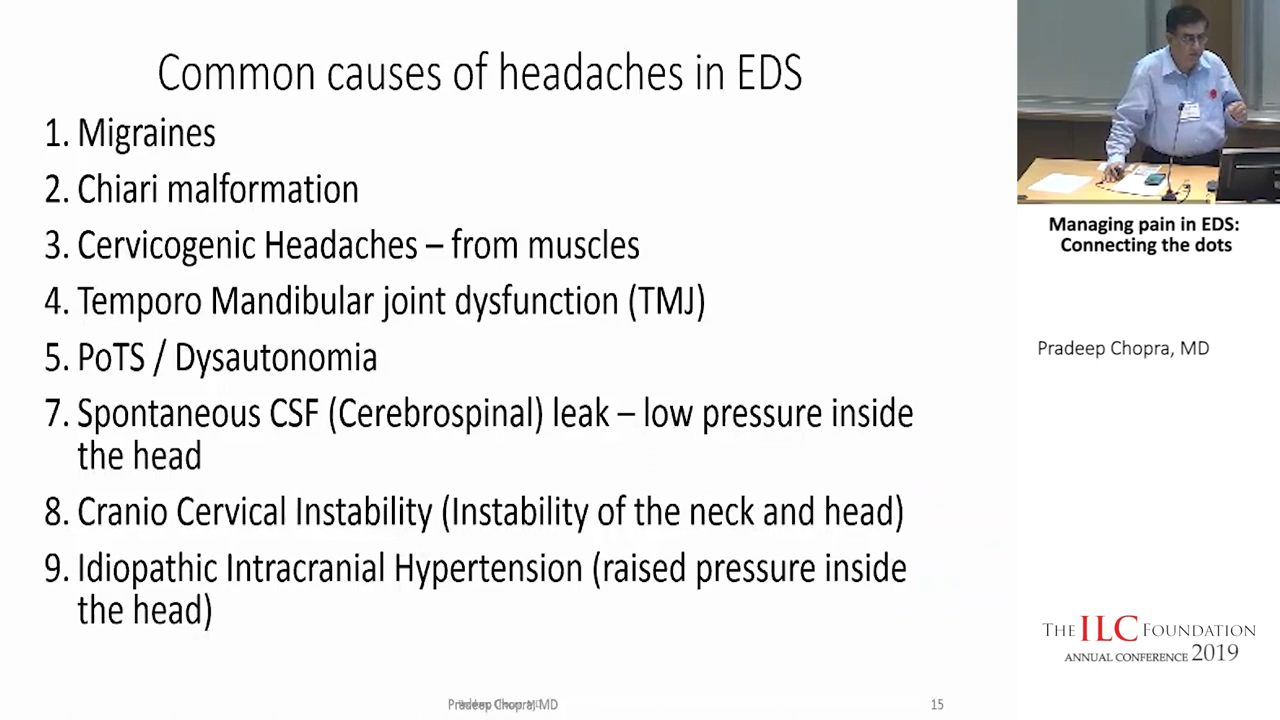 Common causes of headaches in EDS
1. Migraines
2. Chiari malformation
3. Cervicogenic Headaches – from muscles
4. Temporo Mandibular joint dysfunction (TMJ)
5. PoTS / Dysautonomia
7. Spontaneous CSF (Cerebrospinal) leak – low pressure inside
the head
8. Cranio Cervical Instability (Instability of the neck and head)
9. Idiopathic Intracranial Hypertension (raised pressure inside
the head)
Pradeep Chopra, MD
15
Managing pain in EDS:
Connecting the dots
Pradeep Chopra, MD
THE ILC FOUNDATION
ANNUAL CONFERENCE 2019